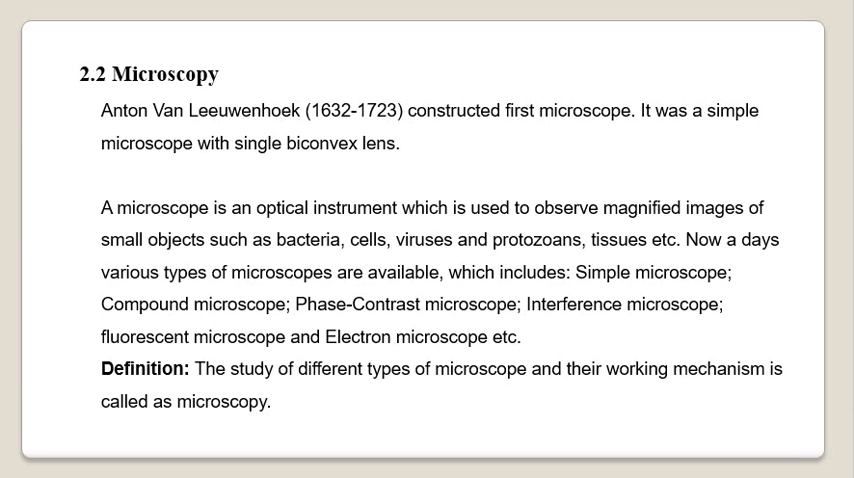 2.2 Microscopy
Anton Van Leeuwenhoek (1632-1723) constructed first microscope. It was a simple
microscope with single biconvex lens.
A microscope is an optical instrument which is used to observe magnified images of
small objects such as bacteria, cells, viruses and protozoans, tissues etc. Now a days
various types of microscopes are available, which includes: Simple microscope;
Compound microscope; Phase-Contrast microscope; Interference microscope;
fluorescent microscope and Electron microscope etc.
Definition: The study of different types of microscope and their working mechanism is
called as microscopy.